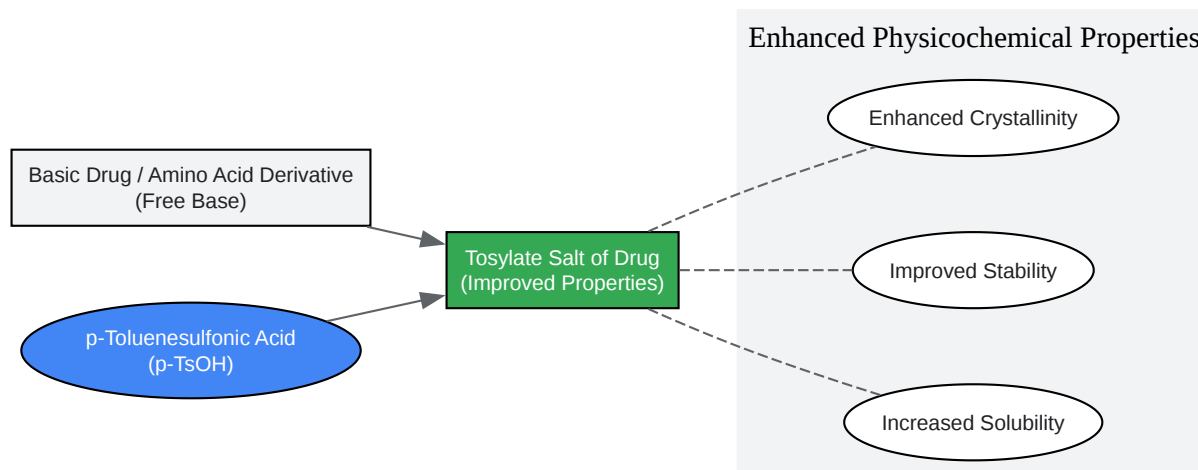 Enhanced Physicochemical Properties
Enhanced Crystallinity
Basic Drug / Amino Acid Derivative
(Free Base)
Tosylate Salt of Drug
(Improved Properties)
Improved Stability
p-Toluenesulfonic Acid
(p-TsOH)
Increased Solubility